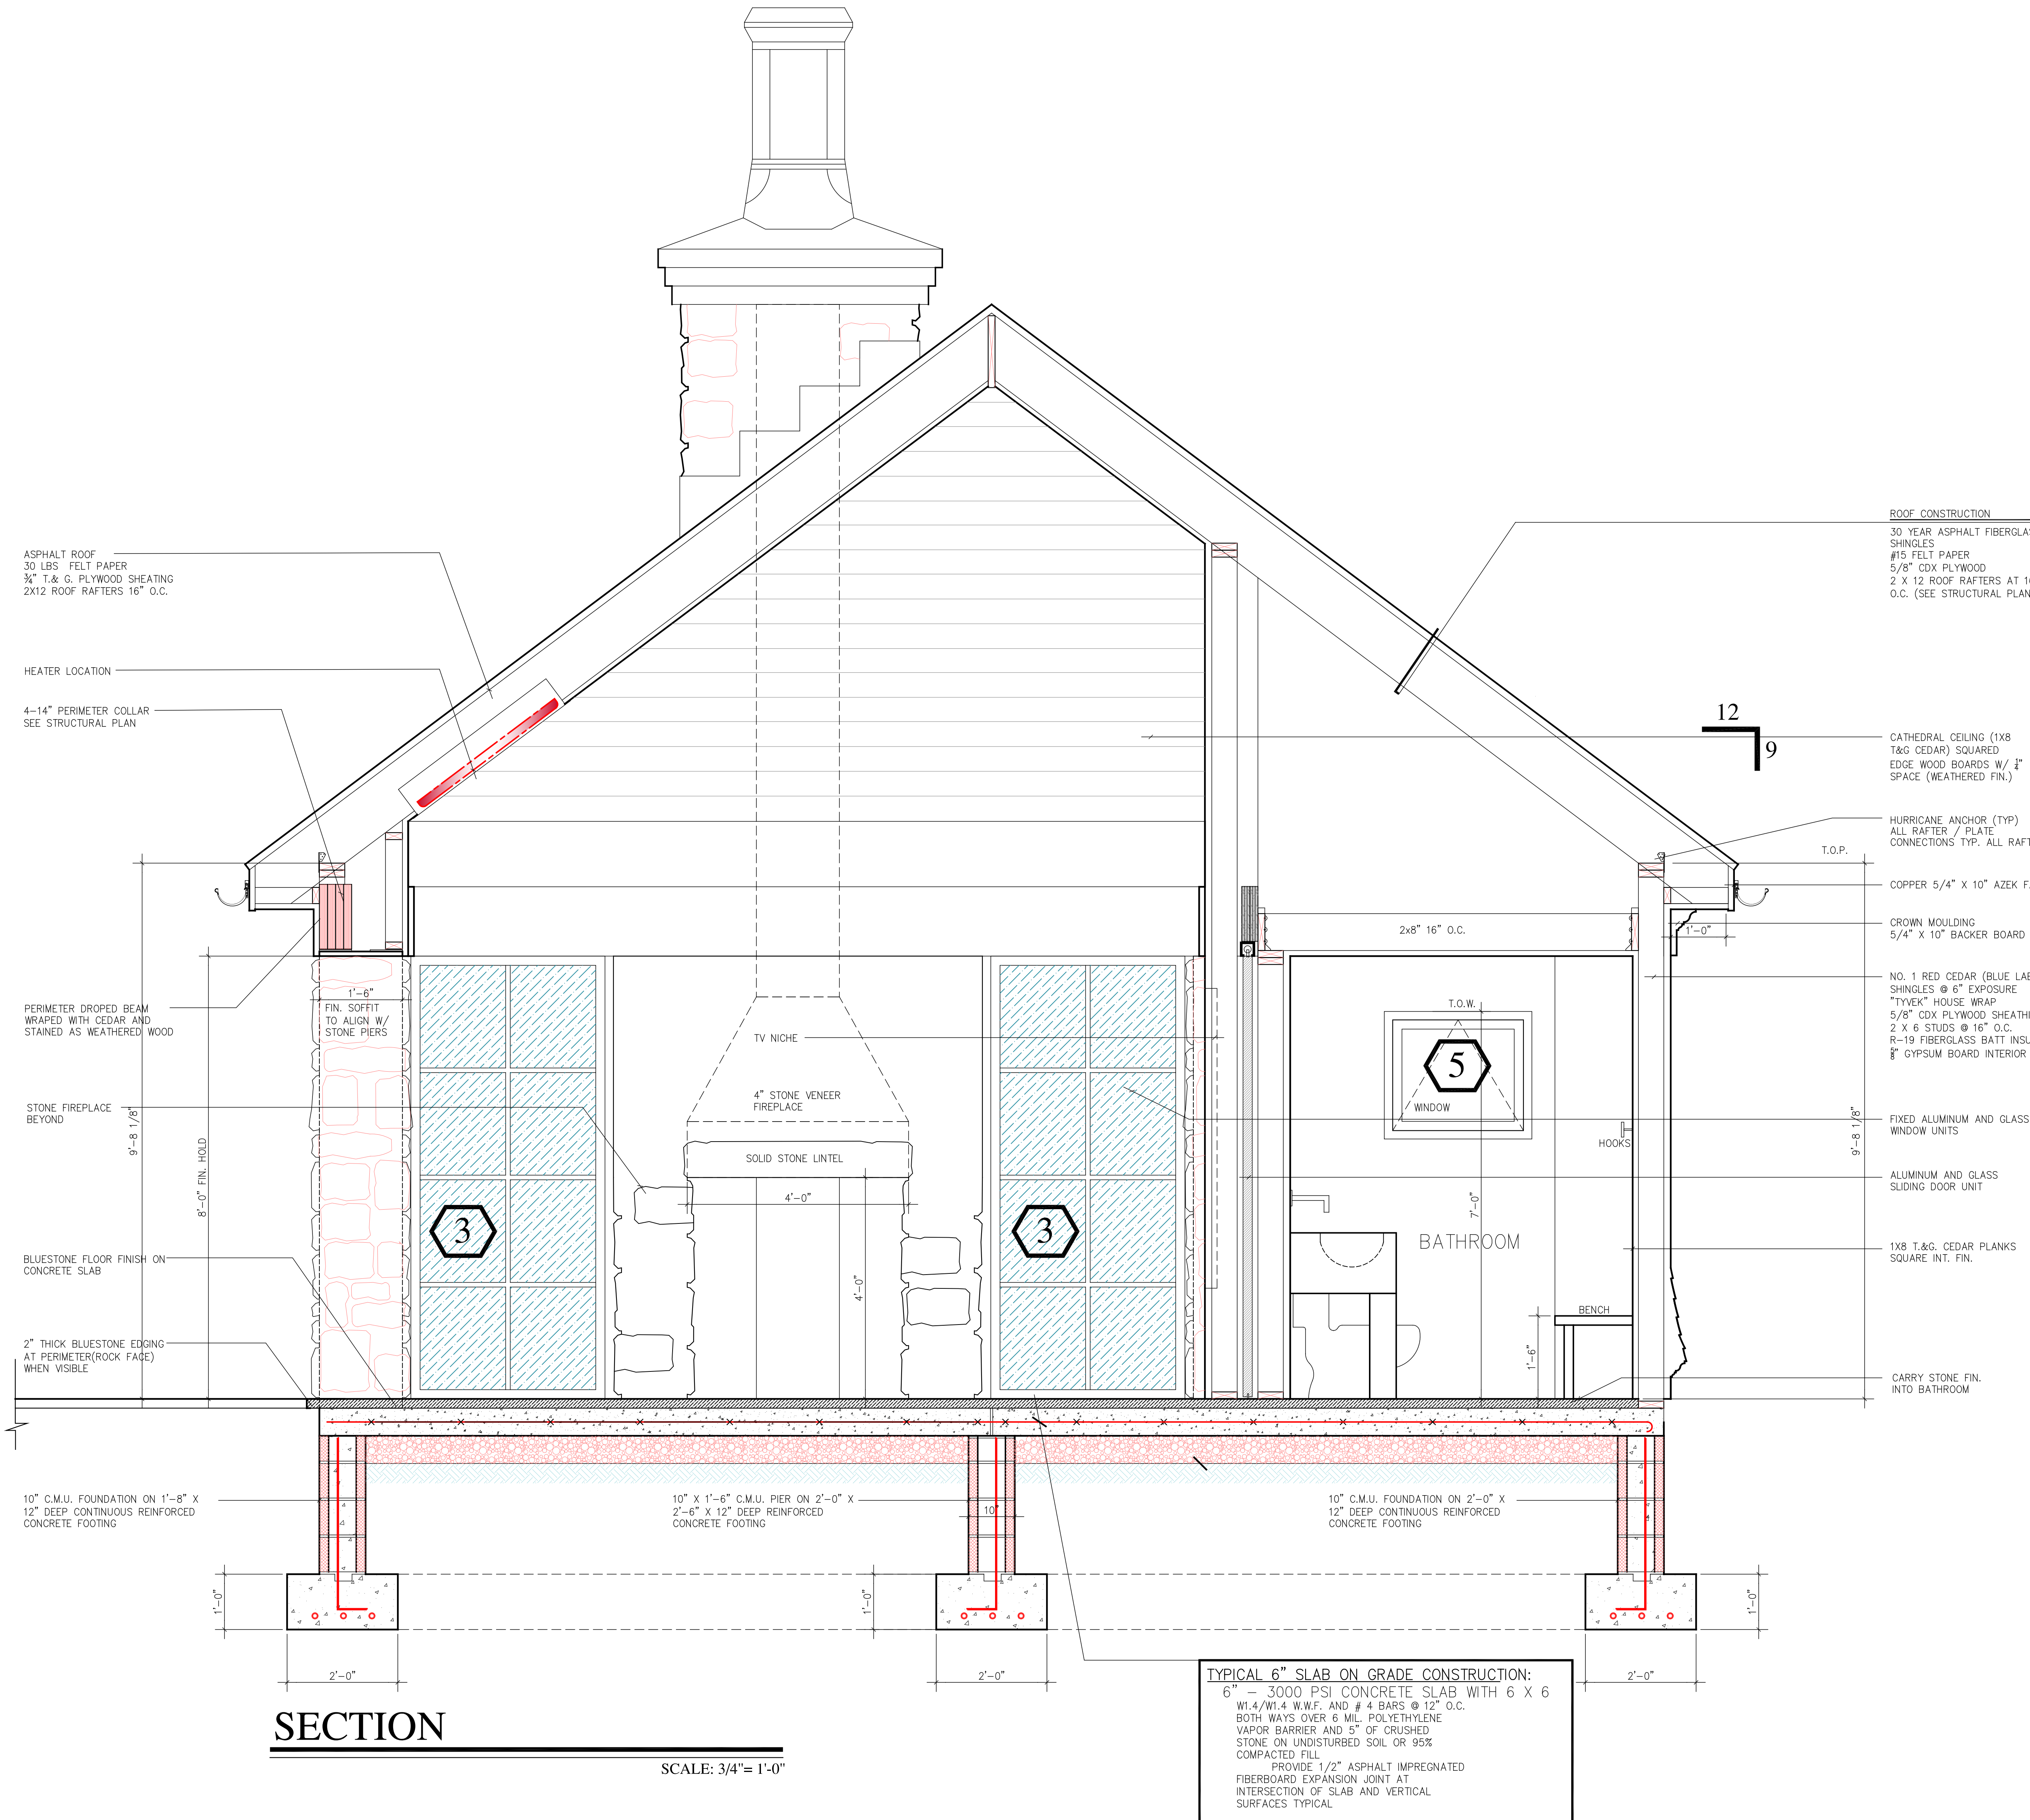 ASPHALT ROOF
30 LBS FELT PAPER
¾" T.& G. PLYWOOD SHEATING
2X12 ROOF RAFTERS 16" O.C.
HEATER LOCATION
4-14" PERIMETER COLLAR
SEE STRUCTURAL PLAN
PERIMETER DROPED BEAM
WRAPED WITH CEDAR AND
STAINED AS WEATHERED WOOD
STONE FIREPLACE
BEYOND
BLUESTONE FLOOR FINISH ON
CONCRETE SLAB
2" THICK BLUESTONE EDGING
AT PERIMETER(ROCK FACE)
WHEN VISIBLE
10" C.M.U. FOUNDATION ON 1'-8" X
12" DEEP CONTINUOUS REINFORCED
CONCRETE FOOTING
9'-8 1/8"
8'-0" FIN. HOLD
1'-6"
FIN. SOFFIT
TO ALIGN W/
STONE PIERS
3
TV NICHE
4" STONE VENEER
FIREPLACE
SOLID STONE LINTEL
4'-0"
4'-0"
3
2x8" 16" O.C.
T.O.W.
5
WINDOW
HOOKS
7'-0"
BATHROOM
BENCH
1'-6"
12
9
T.O.P.
1'-0"
9'-8 1/8"
ROOF CONSTRUCTION
30 YEAR ASPHALT
SHINGLES
#15 FELT PAPER
5/8" CDX PLYWOOD
2 X 12 ROOF RAFTERS AT
O.C. (SEE STRUCTURAL PLAN
CATHEDRAL CEILING (1X8
T&G CEDAR) SQUARED
EDGE WOOD BOARDS W/ ¼"
SPACE (WEATHERED FIN.)
HURRICANE ANCHOR (TYP)
ALL RAFTER / PLATE
CONNECTIONS TYP. ALL
COPPER 5/4" X 10" AZEK
CROWN MOULDING
5/4" X 10" BACKER BOARD
NO. 1 RED CEDAR (BLUE
SHINGLES @ 6" EXPOSURE
"TYVEK" HOUSE WRAP
5/8" CDX PLYWOOD
2 X 6 STUDS @ 16" O.C.
R-19 FIBERGLASS BATT
⅝" GYPSUM BOARD INTERIOR
FIXED ALUMINUM AND GLASS
WINDOW UNITS
ALUMINUM AND GLASS
SLIDING DOOR UNIT
1X8 T.&G. CEDAR PLANKS
SQUARE INT. FIN.
CARRY STONE FIN.
INTO BATHROOM
10" X 1'-6" C.M.U. PIER ON 2'-0" X
2'-6" X 12" DEEP REINFORCED
CONCRETE FOOTING
10"
10" C.M.U. FOUNDATION ON 2'-0" X
12" DEEP CONTINUOUS REINFORCED
CONCRETE FOOTING
1'-0"
1'-0"
1'-0"
2'-0"
2'-0"
2'-0"
SECTION
SCALE: 3/4"= 1'-0"
TYPICAL 6" SLAB ON GRADE CONSTRUCTION:
6" – 3000 PSI CONCRETE SLAB WITH 6 X 6
W1.4/W1.4 W.W.F. AND # 4 BARS @ 12" O.C.
BOTH WAYS OVER 6 MIL. POLYETHYLENE
VAPOR BARRIER AND 5" OF CRUSHED
STONE ON UNDISTURBED SOIL OR 95%
COMPACTED FILL
PROVIDE 1/2" ASPHALT IMPREGNATED
FIBERBOARD EXPANSION JOINT AT
INTERSECTION OF SLAB AND VERTICAL
SURFACES TYPICAL